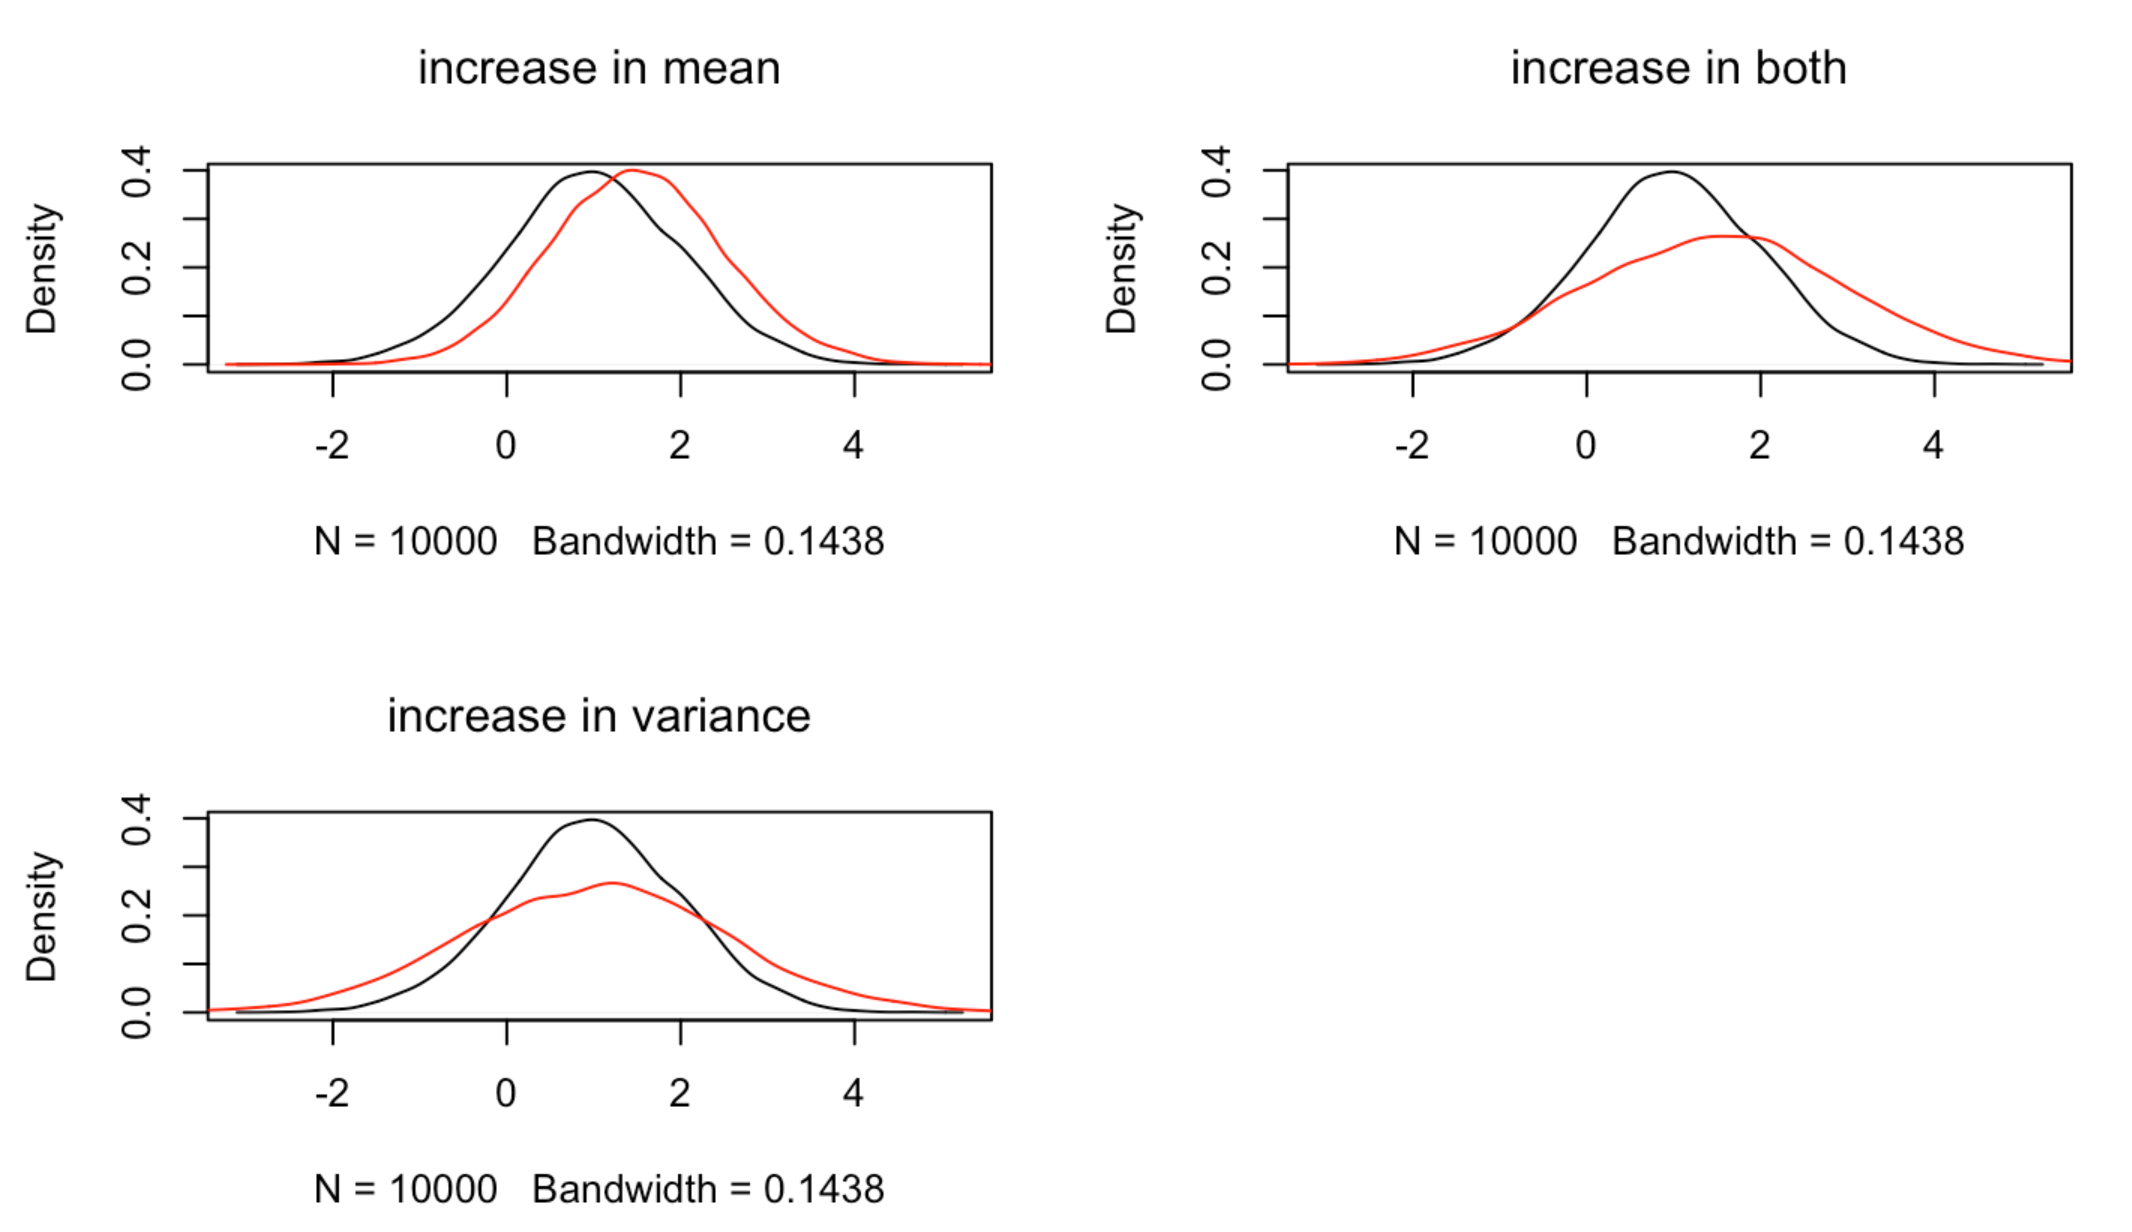 increase in mean
Density
0.0 0.2 0.4
-2 0 2 4
N = 10000 Bandwidth = 0.1438
increase in both
Density
0.0 0.2 0.4
-2 0 2 4
N = 10000 Bandwidth = 0.1438
increase in variance
Density
0.0 0.2 0.4
-2 0 2 4
N = 10000 Bandwidth = 0.1438